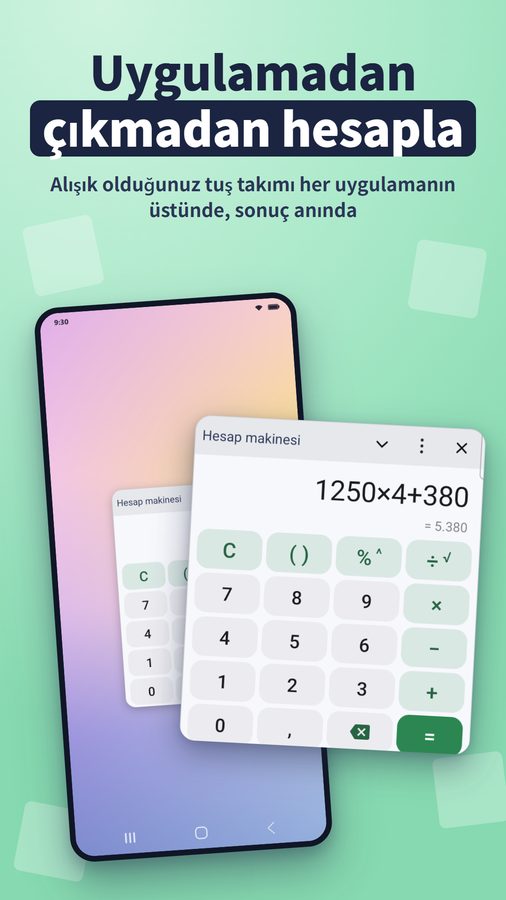 Uygulamadan
çıkmadan hesapla
Alışık olduğunuz tuş takımı her uygulamanın
üstünde, sonuç anında
9:30
Hesap makinesi
1250×4+380
= 5.380
C ( ) % ^ ÷ √
7 8 9 ×
4 5 6 −
1 2 3 +
0 , =
Hesap makinesi
C (
7
4
1
0